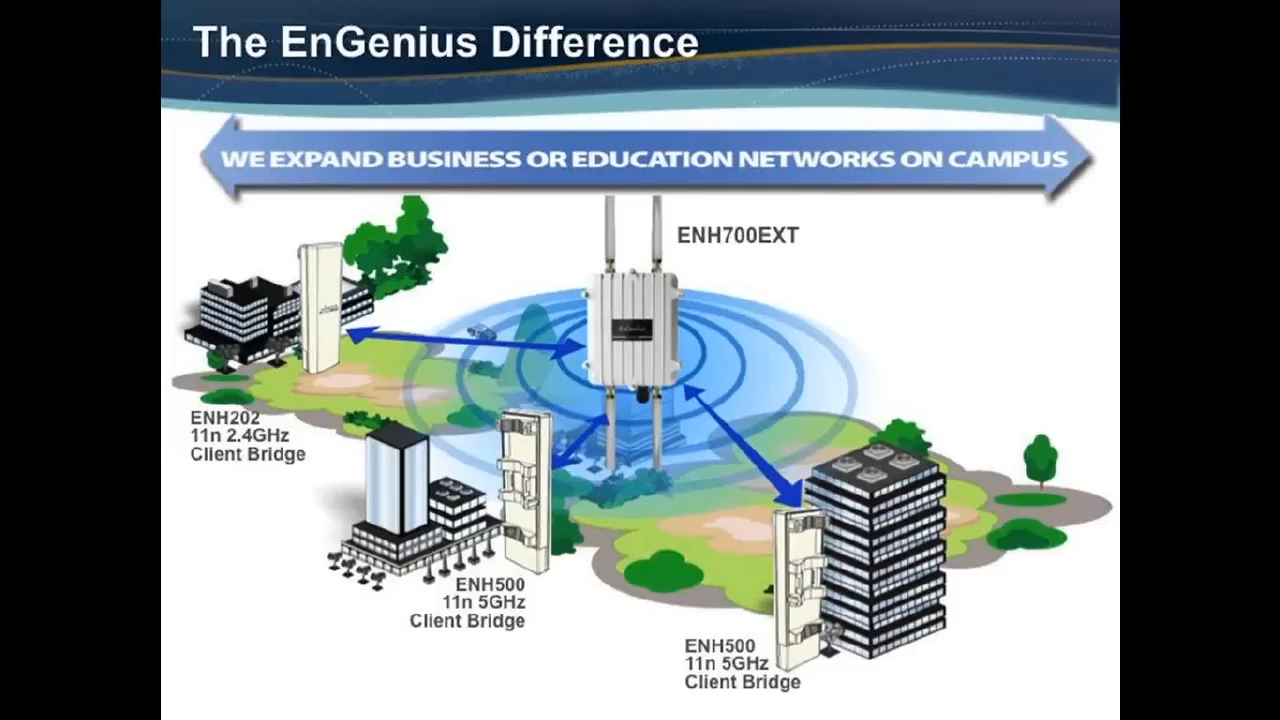 The EnGenius Difference
WE EXPAND BUSINESS OR EDUCATION NETWORKS ON CAMPUS
ENH700EXT
ENH202
11n 2.4GHz
Client Bridge
ENH500
11n 5GHz
Client Bridge
ENH500
11n 5GHz
Client Bridge